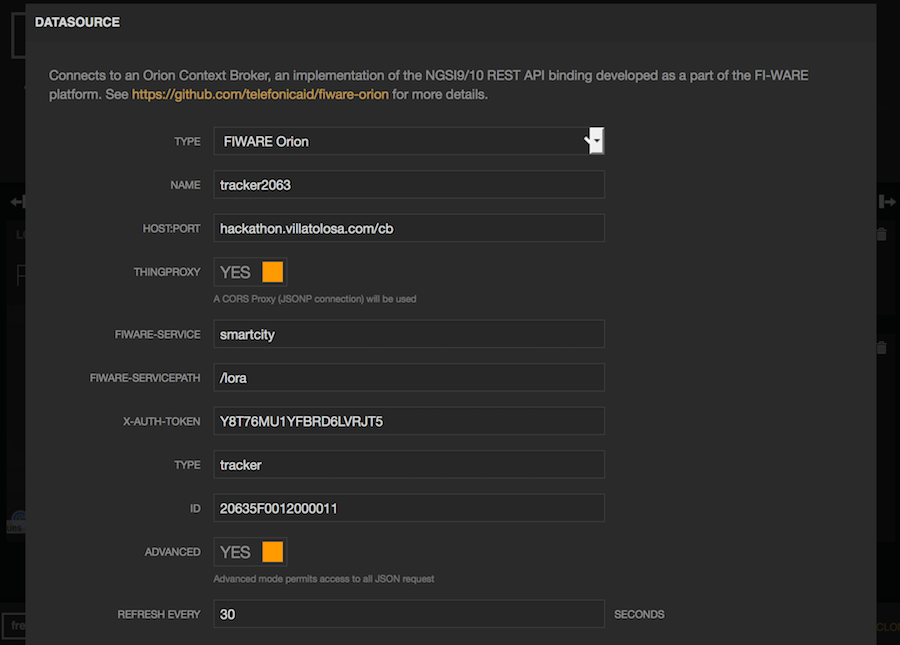 DATASOURCE
Connects to an Orion Context Broker, an implementation of the NGSI9/10 REST API binding developed as a part of the FI-WARE
platform. See https://github.com/telefonicaid/fiware-orion for more details.
TYPE FIWARE Orion
NAME tracker2063
HOST:PORT hackathon.villatolosa.com/cb
THINGPROXY YES
A CORS Proxy (JSONP connection) will be used
FIWARE-SERVICE smartcity
FIWARE-SERVICEPATH /lora
X-AUTH-TOKEN Y8T76MU1YFBRD6LVRJT5
TYPE tracker
ID 20635F0012000011
ADVANCED YES
Advanced mode permits access to all JSON request
REFRESH EVERY 30 SECONDS